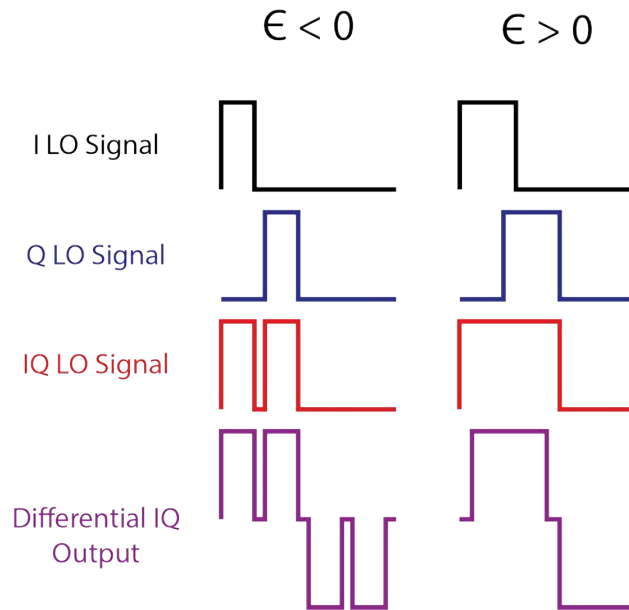 ϵ < 0
ϵ > 0
I LO Signal
Q LO Signal
IQ LO Signal
Differential IQ
Output